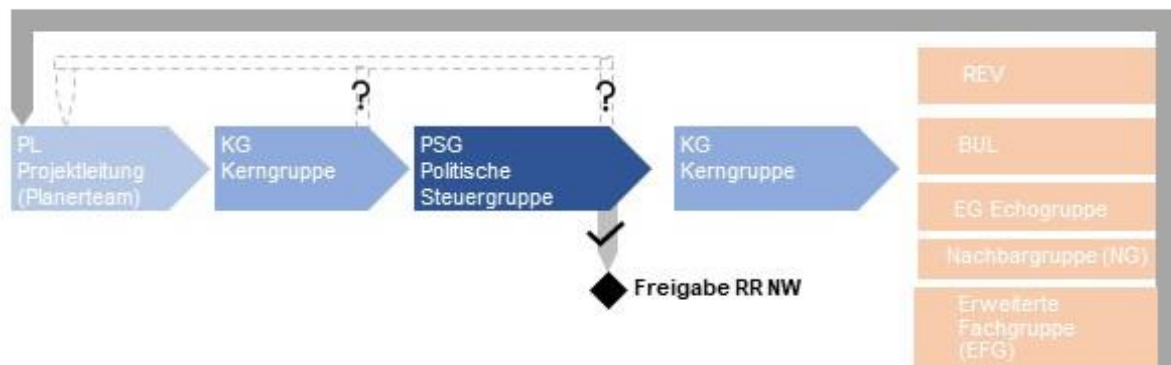 REV
?
?
PL
Projektleitung
(Planerteam)
KG
Kerngruppe
PSG
Politische
Steuergruppe
KG
Kerngruppe
BUL
EG Echogruppe
Nachbargruppe (NG)
Erweiterte
Fachgruppe
(EFG)
Freigabe RR NW